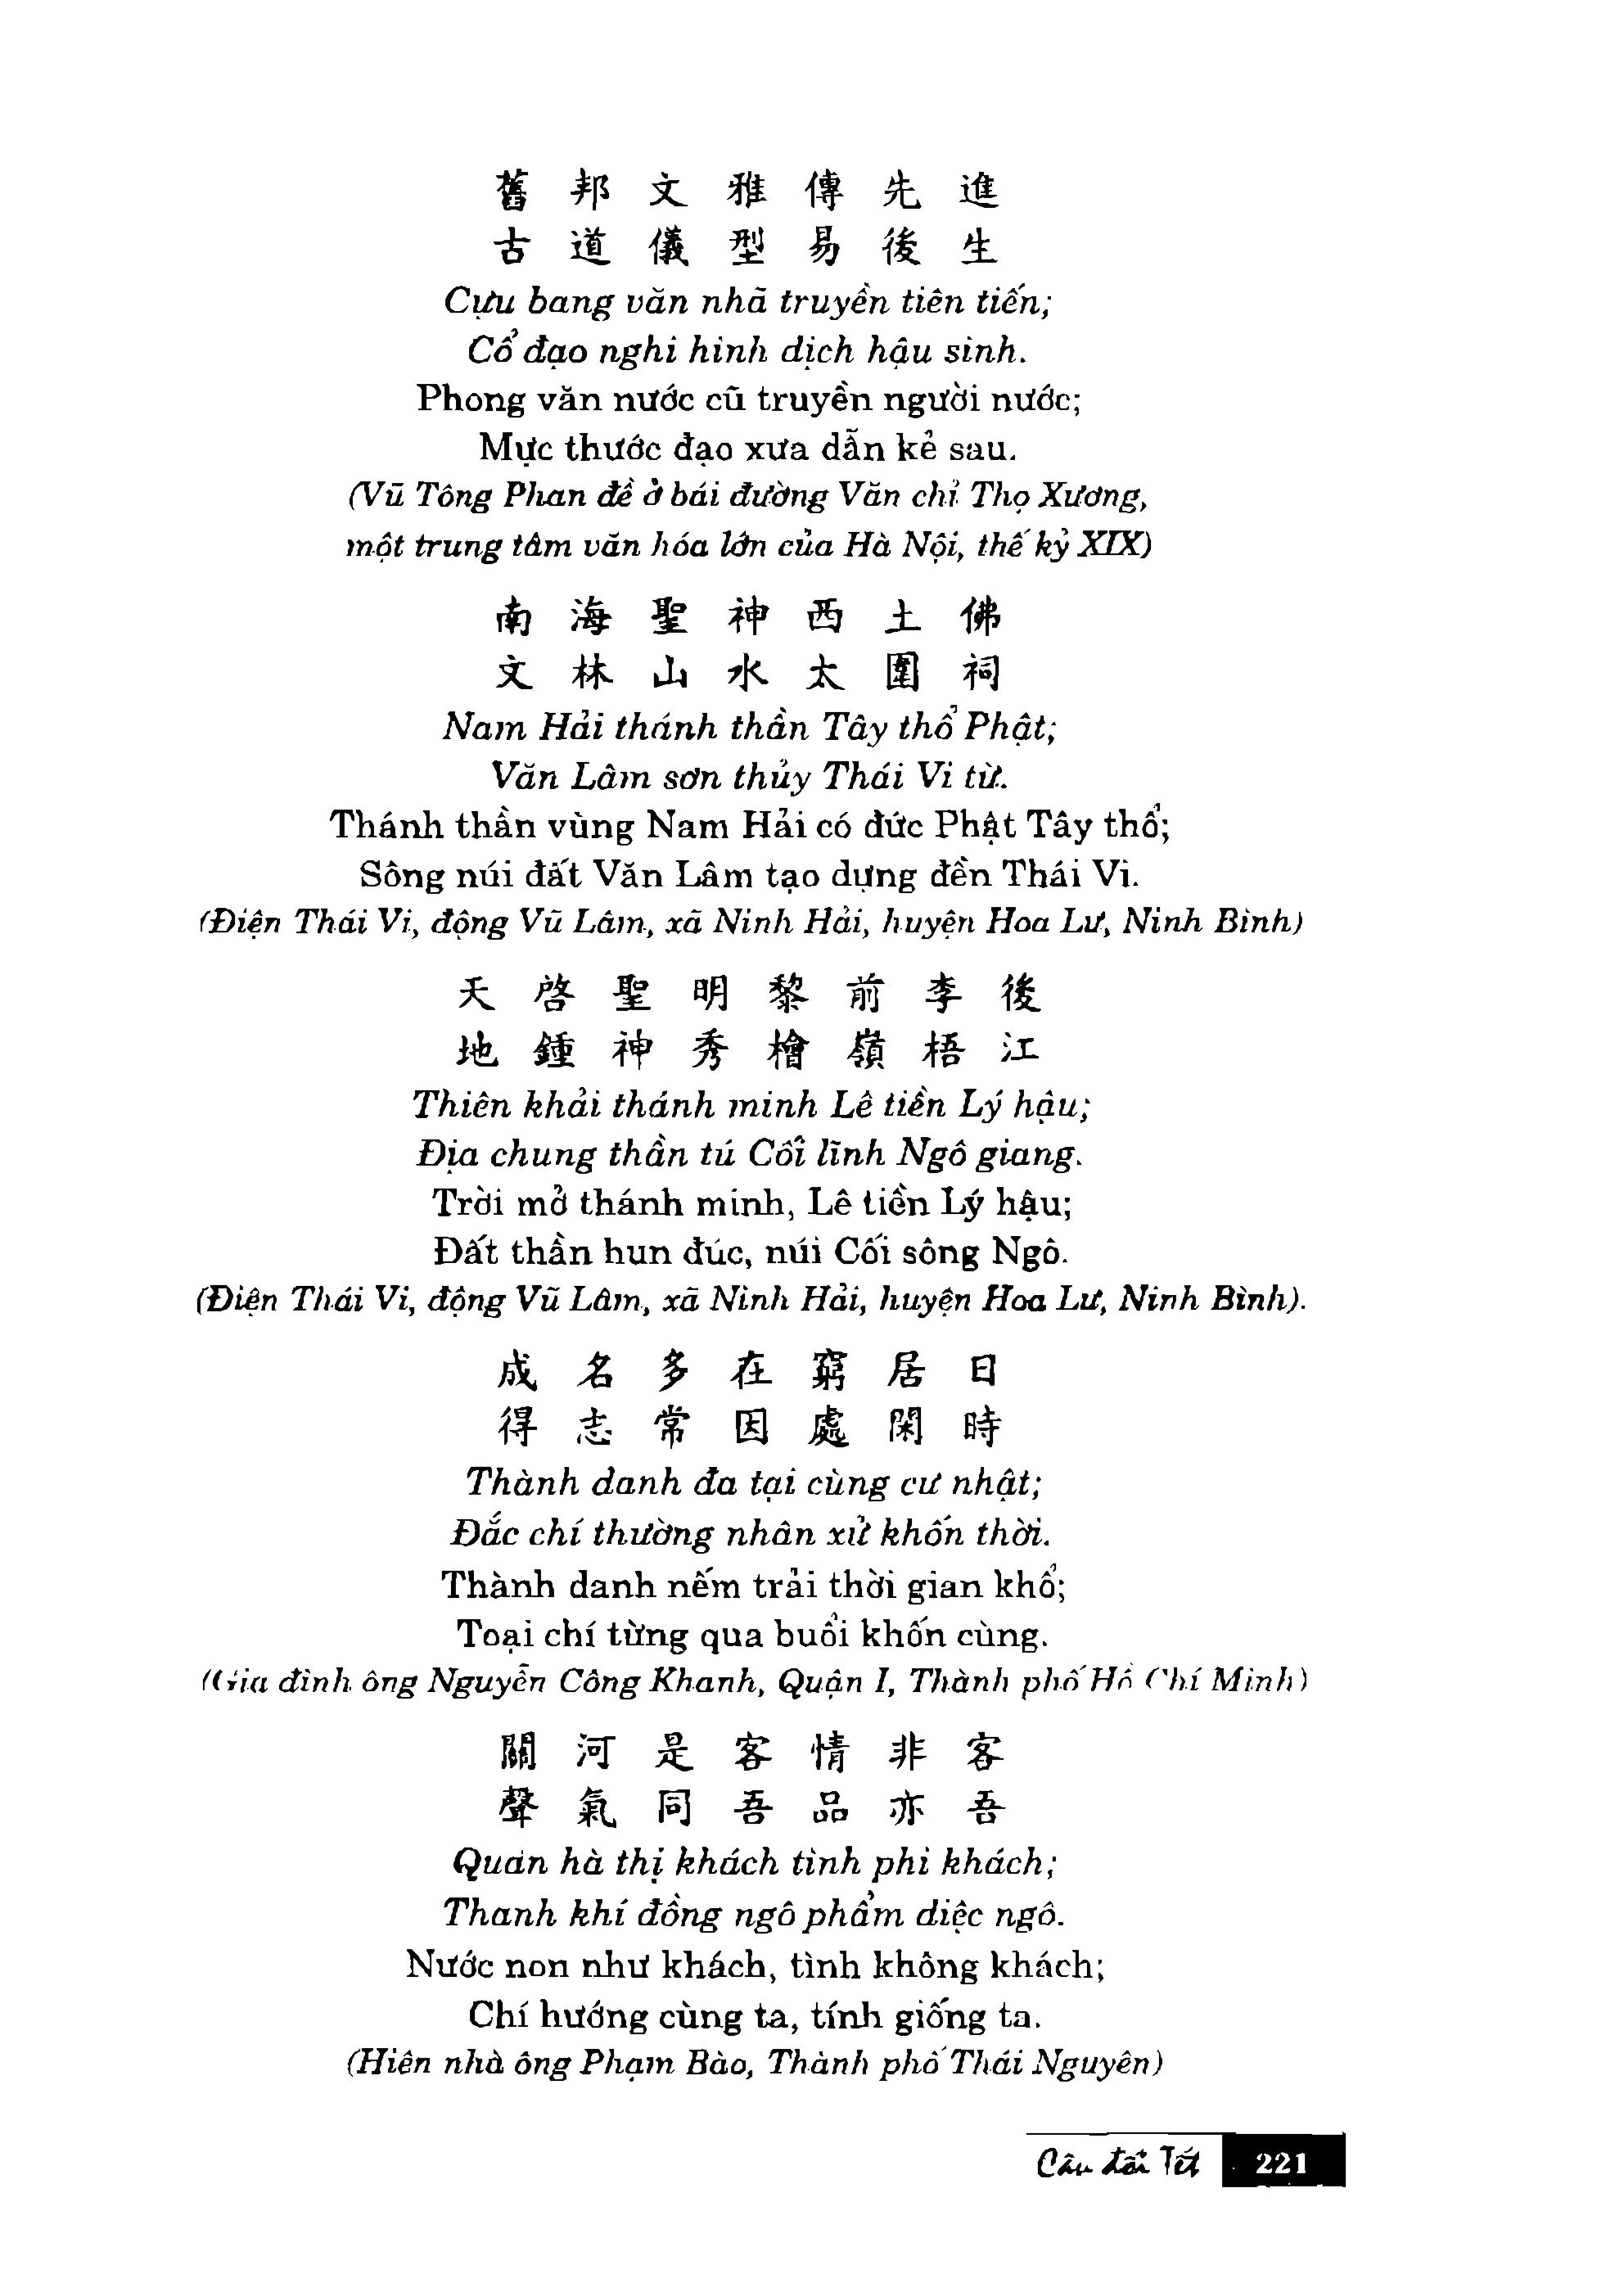 舊邦文雅傳先進
古道儀型易後生
Cựu bang văn nhã truyền tiên tiến;
Cổ đạo nghi hình dịch hậu sinh.
Phong văn nước cũ truyền người nước;
Mực thước đạo xưa dẫn kẻ sau.
(Vũ Tông Phan đề ở bái đường Văn chỉ Thọ Xương,
một trung tâm văn hóa lớn của Hà Nội, thế kỷ XIX)
南海聖神西土佛
文林山水太圍祠
Nam Hải thánh thần Tây thổ Phật;
Văn Lâm sơn thủy Thái Vi từ.
Thánh thần vùng Nam Hải có đức Phật Tây thổ;
Sông núi đất Văn Lâm tạo dựng đền Thái Vi.
(Điện Thái Vi, động Vũ Lâm, xã Ninh Hải, huyện Hoa Lư, Ninh Bình)
天啓聖明黎前李後
地鍾神秀檜嶺梧江
Thiên khải thánh minh Lê tiền Lý hậu;
Địa chung thần tú Cối lĩnh Ngô giang.
Trời mở thánh minh, Lê tiền Lý hậu;
Đất thần hun đúc, núi Cối sông Ngô.
(Điện Thái Vi, động Vũ Lâm, xã Ninh Hải, huyện Hoa Lư, Ninh Bình).
成名多在窮居日
得志常因處閑時
Thành danh đa tại cùng cư nhật;
Đắc chí thường nhân xử khốn thời.
Thành danh nếm trải thời gian khổ;
Toại chí từng qua buổi khốn cùng.
(Gia đình ông Nguyễn Công Khanh, Quận I, Thành phố Hồ Chí Minh)
關河是客情非客
聲氣同吾品亦吾
Quan hà thị khách tình phi khách;
Thanh khí đồng ngô phẩm diệc ngô.
Nước non như khách, tình không khách;
Chí hướng cùng ta, tính giống ta.
(Hiên nhà ông Phạm Bào, Thành phố Thái Nguyên)
Câu đối Tết 221